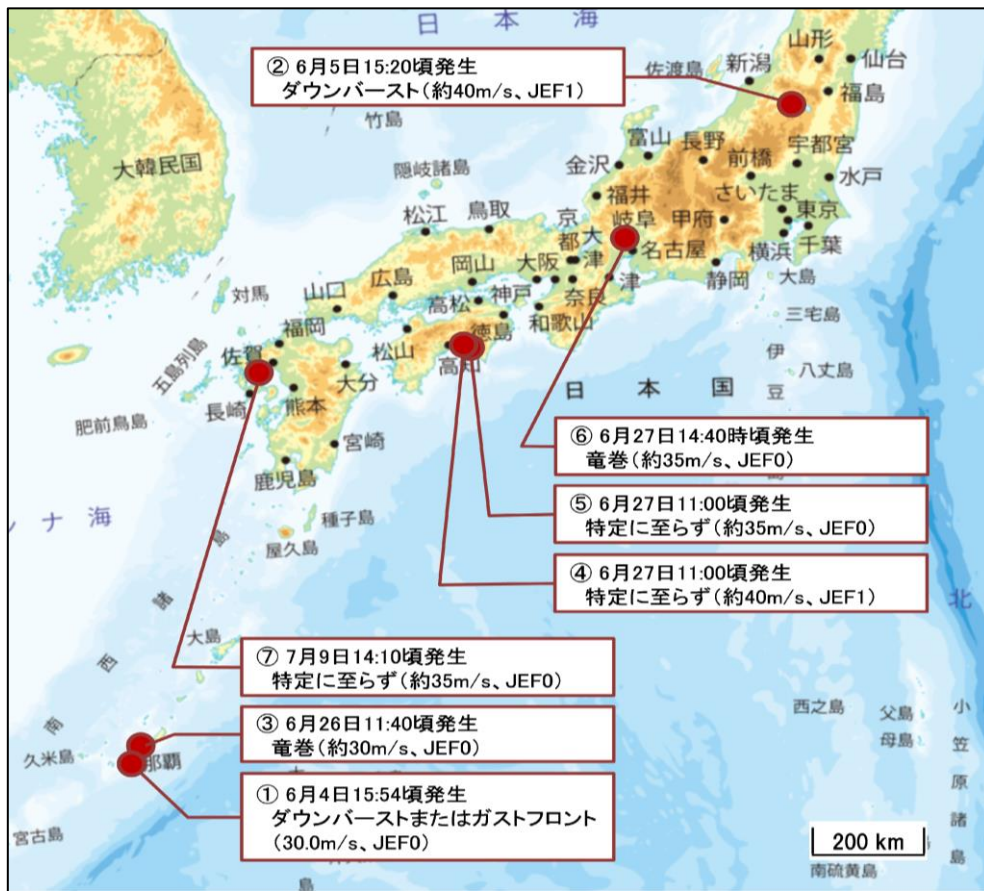 日本海
② 6月5日15:20頃発生
ダウンバースト(約40m/s、JEF1)
山形
仙台
佐渡島
新潟
福島
竹島
富山
長野
前橋
宇都宮
大韓民国
金沢
さいたま
水戸
隠岐諸島
福井
東京
松江
鳥取
京都
大津
岐阜
甲府
名古屋
横浜
千葉
岡山
大阪
津
静岡
大島
広島
対馬
山口
高松
神戸
奈良
三宅島
福岡
徳島
和歌山
佐賀
松山
高知
伊豆
五島列島
大分
八丈島
長崎
熊本
日本国
肥前鳥島
宮崎
⑥ 6月27日14:40時頃発生
竜巻(約35m/s、JEF0)
鹿児島
島
⑤ 6月27日11:00頃発生
特定に至らず(約35m/s、JEF0)
シナ海
種子島
屋久島
④ 6月27日11:00頃発生
特定に至らず(約40m/s、JEF1)
北
大島
南西諸島
⑦ 7月9日14:10頃発生
特定に至らず(約35m/s、JEF0)
西之島
父島
母島
小笠原諸島
③ 6月26日11:40頃発生
竜巻(約30m/s、JEF0)
久米島
那覇
① 6月4日15:54頃発生
ダウンバーストまたはガストフロント
(30.0m/s、JEF0)
宮古島
200 km
南硫黄島
島